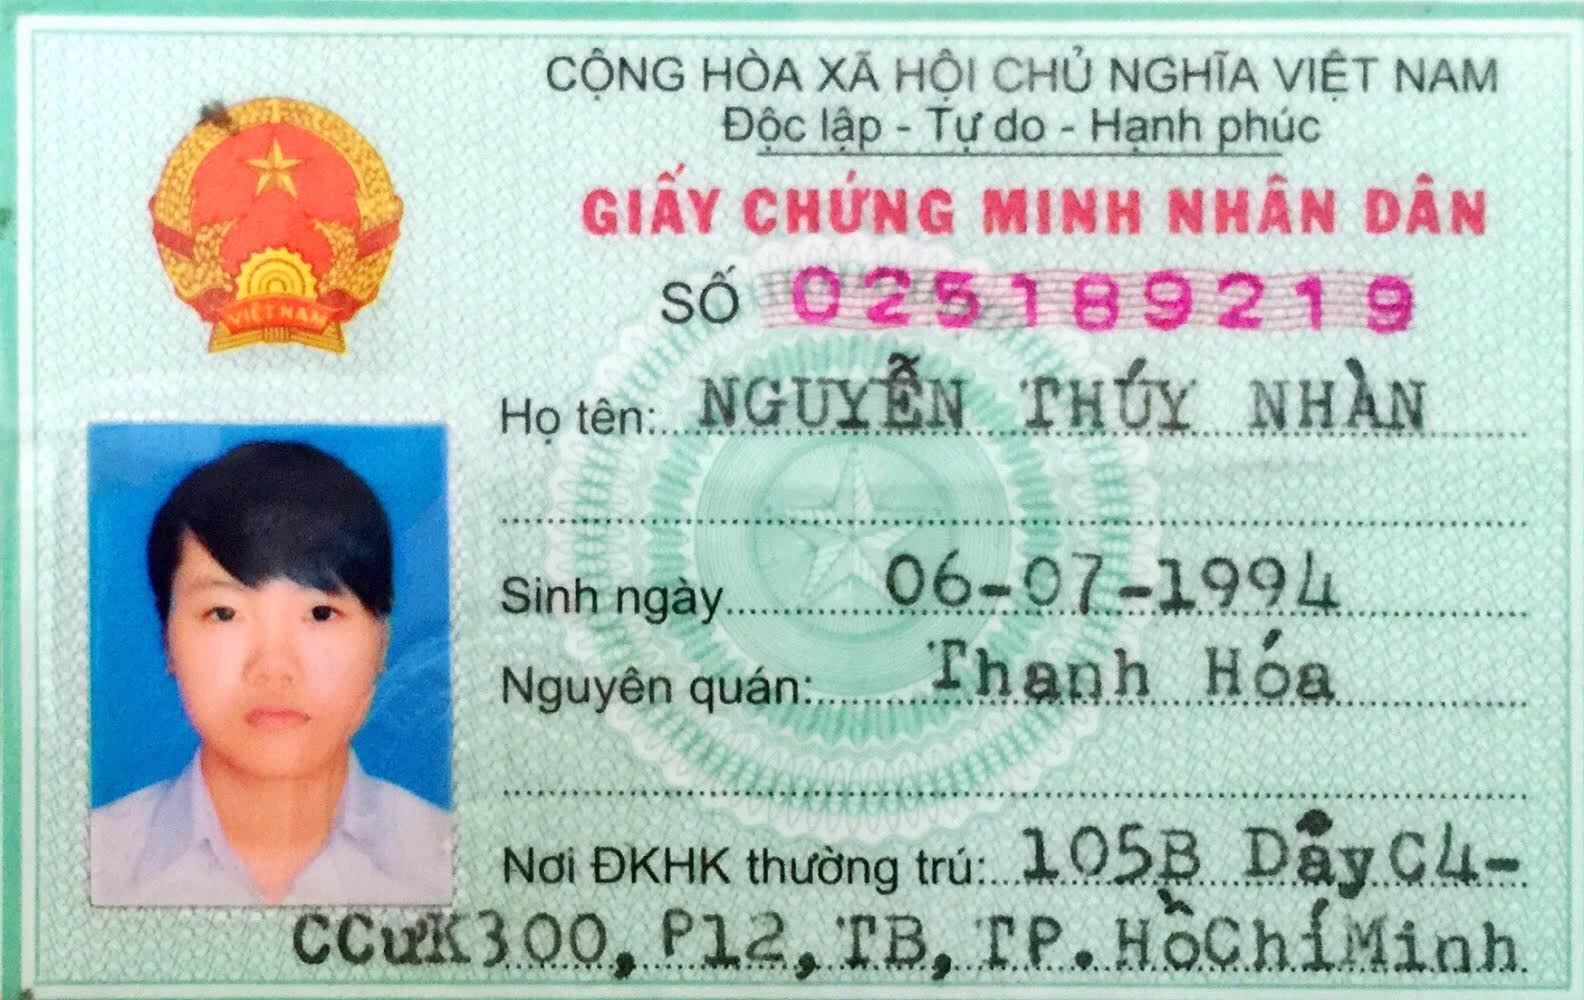 CỘNG HÒA XÃ HỘI CHỦ NGHĨA VIỆT NAM
Độc lập - Tự do - Hạnh phúc
GIẤY CHỨNG MINH NHÂN DÂN
SỐ 025189219
VIỆT NAM
Họ tên: NGUYỄN THÚY NHÀN
Sinh ngày 06-07-1994
Nguyên quán: Thanh Hóa
Nơi ĐKHK thường trú: 105B DẫyC4-
CCưK300, P12, TB, TP. HồChíMinh